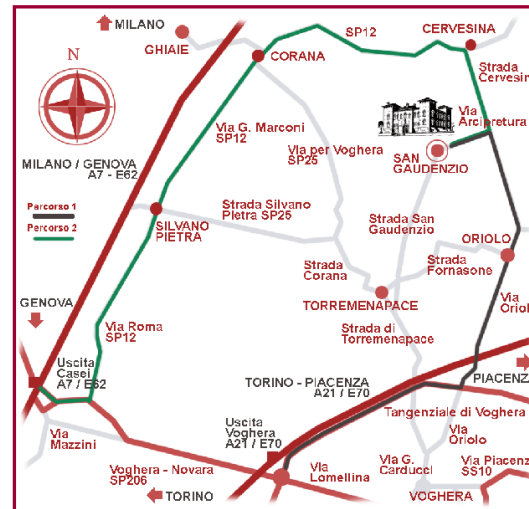 MILANO
GHIAIE
CORANA
SP12
CERVESINA
Strada
Cervesin
Via
Arcipretura
Via G. Marconi
SP12
Via per Voghera
SP25
SAN
GAUDENZIO
MILANO / GENOVA
A7 - E62
Percorso 1
Percorso 2
Strada Silvano
Pietra SP25
SILVANO
PIETRA
Strada San
Gaudenzio
ORIOLO
Strada
Fornasone
Strada
Corana
TORREMENAPACE
Via
Oriol
GENOVA
Via Roma
SP12
Strada di
Torremenapace
Uscita
Casei
A7 / E62
TORINO - PIACENZA
A21 / E70
PIACENZ
Tangenziale di Voghera
Uscita
Voghera
A21 / E70
Via
Mazzini
Via
Oriolo
Voghera - Novara
SP206
Via
Lomellina
Via G.
Carducci
Via Piacenz
SS10
TORINO
VOGHERA